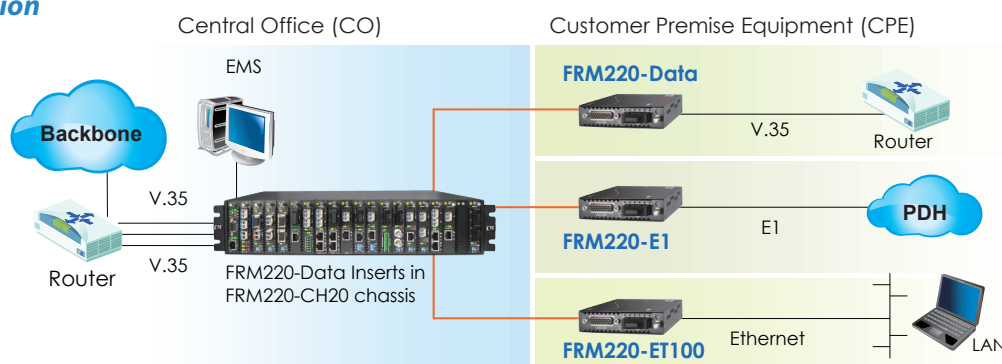 ion
Central Office (CO)
Customer Premise Equipment (CPE)
EMS
Backbone
V.35
V.35
Router
FRM220-Data Inserts in
FRM220-CH20 chassis
FRM220-Data
V.35
Router
FRM220-E1
E1
PDH
FRM220-ET100
Ethernet
LAN